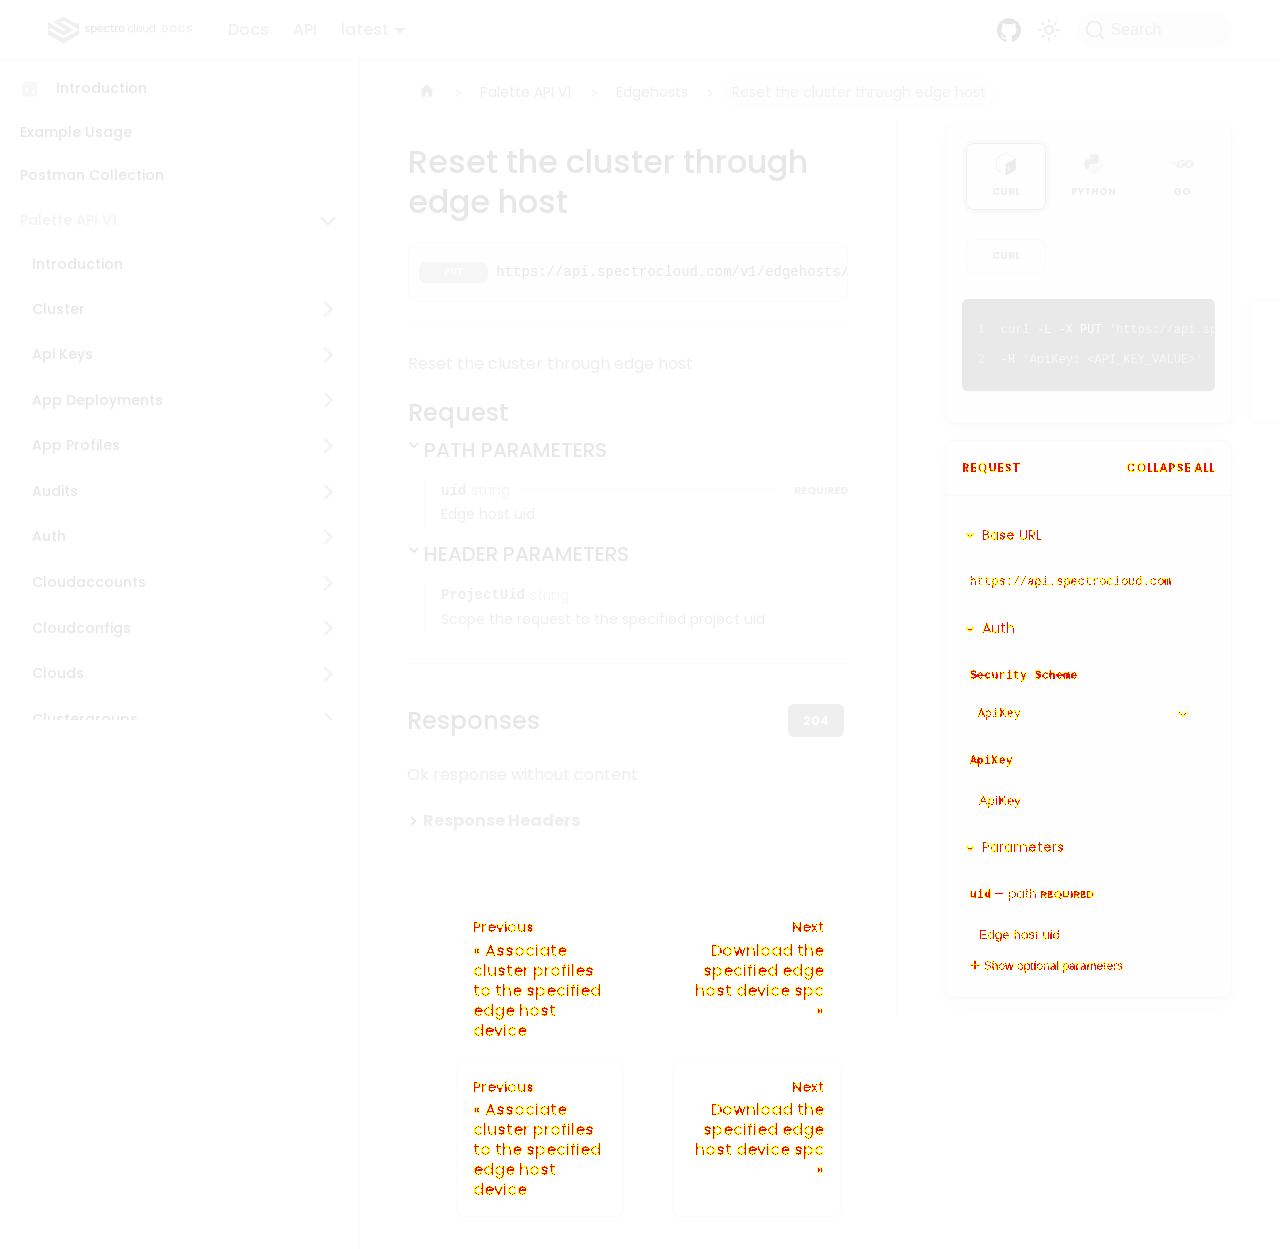 spectro cloud DOCS
Docs
API
latest
Search
Introduction
Example Usage
Postman Collection
Palette API V1
Introduction
Cluster
Api Keys
App Deployments
App Profiles
Audits
Auth
Cloudaccounts
Cloudconfigs
Clouds
Clustergroups
Palette API V1
Edgehosts
Reset the cluster through edge host
Reset the cluster through
edge host
PUT
https://api.spectrocloud.com/v1/edgehosts/
Reset the cluster through edge host
Request
PATH PARAMETERS
uid string
REQUIRED
Edge host uid
HEADER PARAMETERS
ProjectUid string
Scope the request to the specified project uid
Responses
204
Ok response without content
Response Headers
Previous
« Associate
cluster profiles
to the specified
edge host
device
Next
Download the
specified edge
host device spc
»
Previous
« Associate
cluster profiles
to the specified
edge host
device
Next
Download the
specified edge
host device spc
»
CURL
PYTHON
GO
CURL
1 curl -L -X PUT 'https://api.sp
2 -H 'ApiKey: <API_KEY_VALUE>'
REQUEST
COLLAPSE ALL
Base URL
https://api.spectrocloud.com
Auth
Security Scheme
ApiKey
ApiKey
ApiKey
Parameters
uid — path REQUIRED
Edge host uid
Show optional parameters